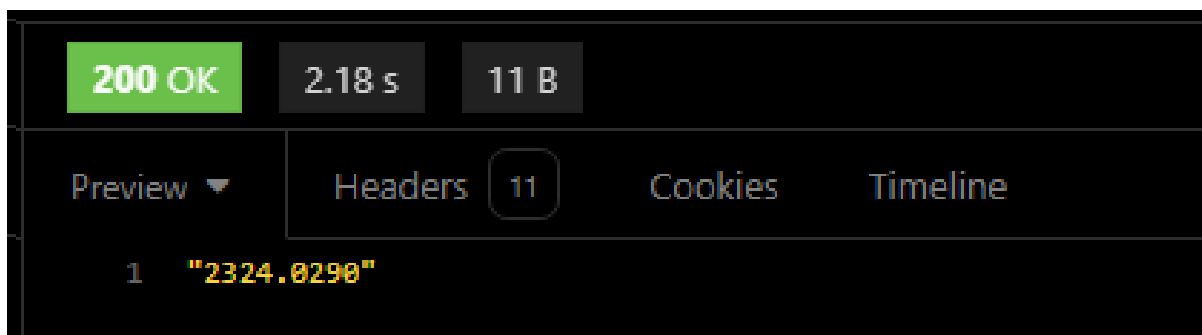 200 OK 2.18 s 11 B
Preview Headers 11 Cookies Timeline
1 "2324.0290"